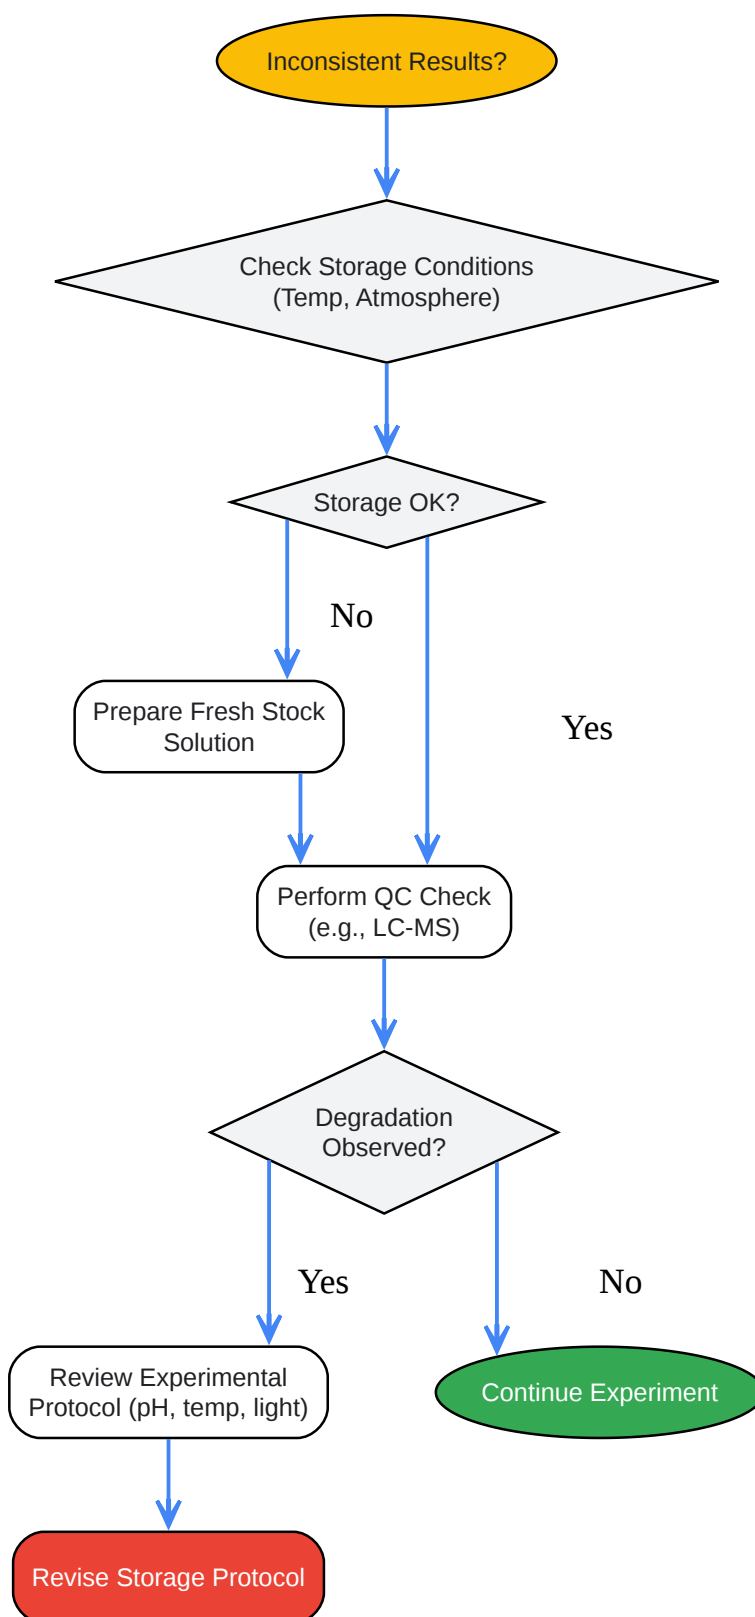 Inconsistent Results?
Check Storage Conditions
(Temp, Atmosphere)
Storage OK?
No
Prepare Fresh Stock
Solution
Yes
Perform QC Check
(e.g., LC-MS)
Degradation
Observed?
Yes
No
Review Experimental
Protocol (pH, temp, light)
Continue Experiment
Revise Storage Protocol